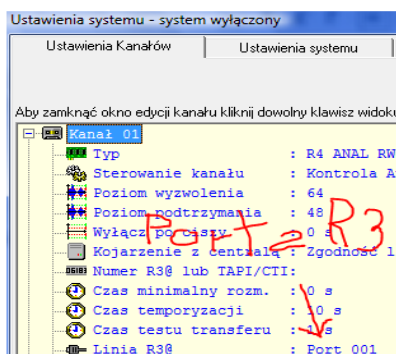 Ustawienia systemu - system wyłączony
Ustawienia Kanałów Ustawienia systemu
Aby zamknąć okno edycji kanału kliknij dowolny klawisz widoku
Kanał 01
Typ : R4 ANAL RW
Sterowanie kanału : Kontrola A
Poziom wyzwolenia : 64
Poziom podtrzymania : 48
Wyłącz po ciszy : 0 s
Port = R3
Kojarzenie z centralą : Zgodność l
Numer R3@ lub TAPI/CTI:
Czas minimalny rozm. : 0 s
Czas temporyzacji : 10 s
Czas testu transferu : 1 s
Linia R3@ : Port 001